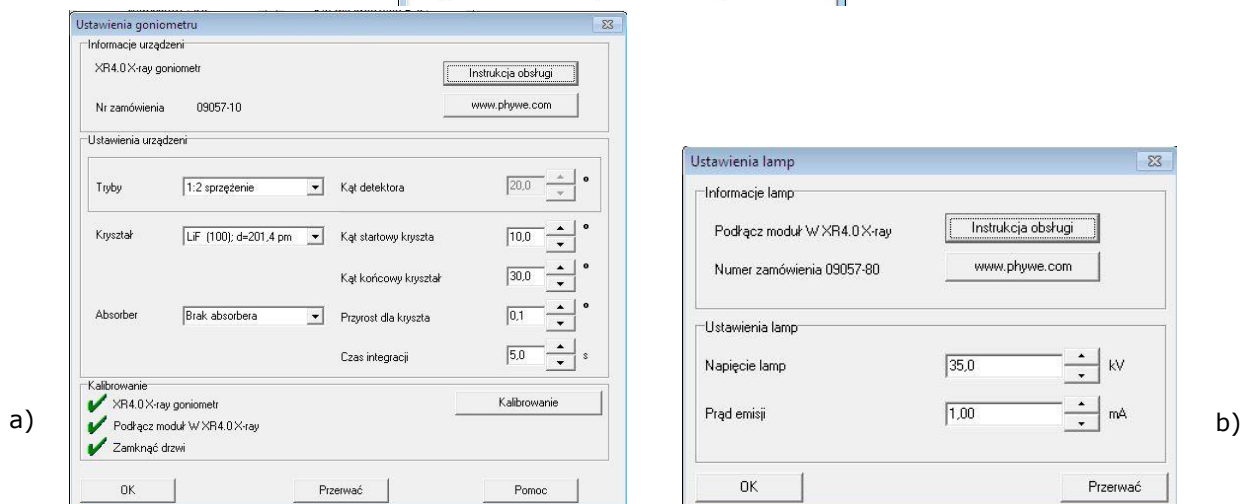 Ustawienia goniometru
Informacje urządzeni
XR4.0 X-ray goniometr
Instrukcja obsługi
Nr zamówienia 09057-10
www.phywe.com
Ustawienia urządzeni
Tryby 1:2 sprzężenie Kąt detektora 20,0 °
Kryształ LiF (100); d=201,4 pm Kąt startowy kryszta 10,0 °
Kąt końcowy kryształ 30,0 °
Absorber Brak absorbera Przyrost dla kryszta 0,1 °
Czas integracji 5,0 s
Kalibrowanie
XR4.0 X-ray goniometr
Kalibrowanie
Podłącz moduł W XR4.0 X-ray
Zamknąć drzwi
OK Przerwać Pomoc
a)
Ustawienia lamp
Informacje lamp
Podłącz moduł W XR4.0 X-ray Instrukcja obsługi
Numer zamówienia 09057-80 www.phywe.com
Ustawienia lamp
Napięcie lamp 35,0 kV
Prąd emisji 1,00 mA
OK Przerwać
b)